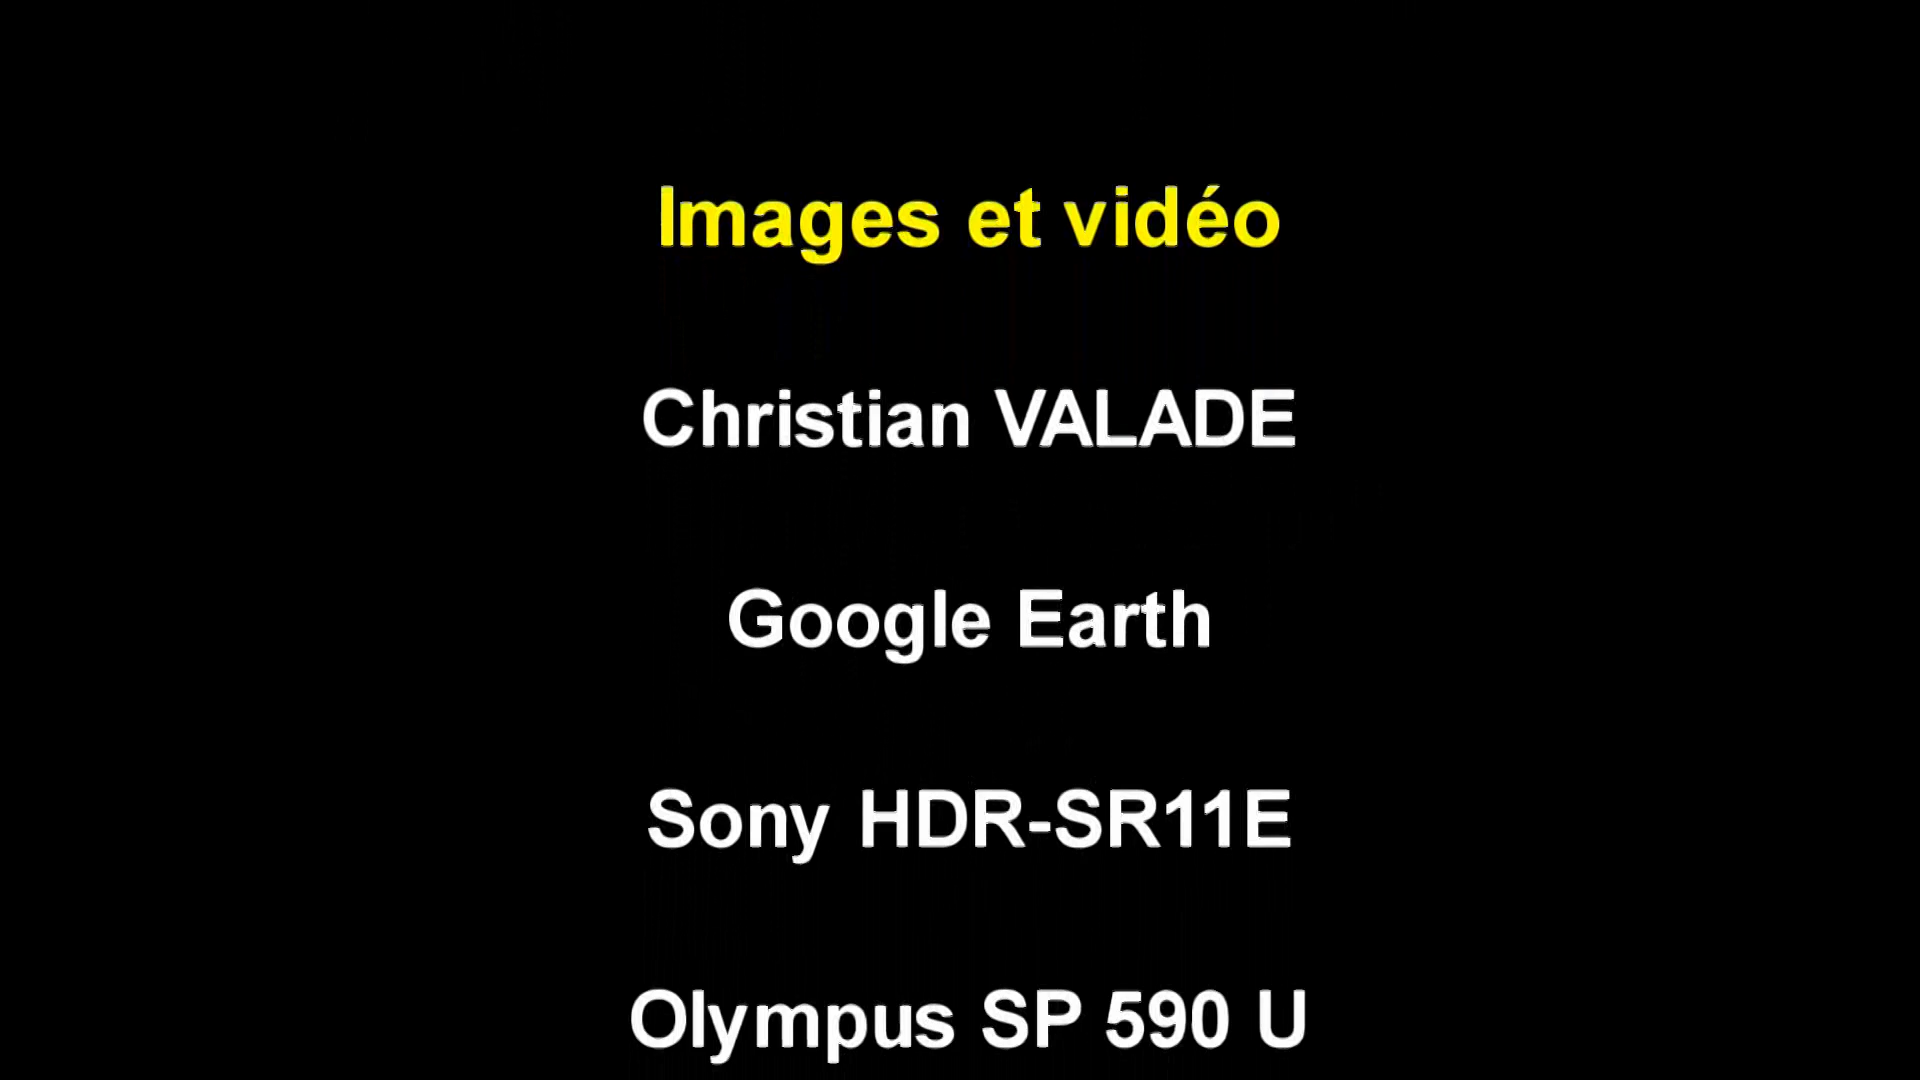 Images et vidéo
Christian VALADE
Google Earth
Sony HDR-SR11E
Olympus SP 590 U